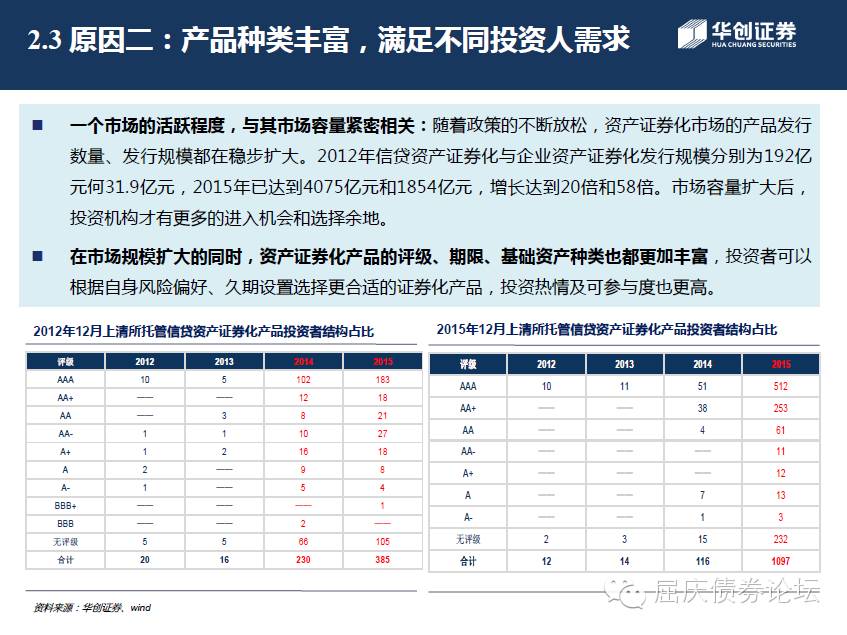 2.3 原因二：产品种类丰富，满足不同投资人需求
华创证券
HUA CHUANG SECURITIES
■ 一个市场的活跃程度，与其市场容量紧密相关：随着政策的不断放松，资产证券化市场的产品发行
数量、发行规模都在稳步扩大。2012年信贷资产证券化与企业资产证券化发行规模分别为192亿
元何31.9亿元，2015年已达到4075亿元和1854亿元，增长达到20倍和58倍。市场容量扩大后，
投资机构才有更多的进入机会和选择余地。
■ 在市场规模扩大的同时，资产证券化产品的评级、期限、基础资产种类也都更加丰富，投资者可以
根据自身风险偏好、久期设置选择更合适的证券化产品，投资热情及可参与度也更高。
2012年12月上清所托管信贷资产证券化产品投资者结构占比
评级 2012 2013 2014 2015
AAA 10 5 102 183
AA+ —— —— 12 18
AA —— 3 8 21
AA- 1 1 10 27
A+ 1 2 16 18
A 2 —— 9 8
A- 1 —— 5 4
BBB+ —— —— —— 1
BBB —— —— 2 ——
无评级 5 5 66 105
合计 20 16 230 385
2015年12月上清所托管信贷资产证券化产品投资者结构占比
评级 2012 2013 2014 2015
AAA 10 11 51 512
AA+ —— —— 38 253
AA —— —— 4 61
AA- —— —— —— 11
A+ —— —— —— 12
A —— —— 7 13
A- —— —— 1 3
无评级 2 3 15 232
合计 12 14 116 1097
资料来源：华创证券、wind
屈庆债券论坛